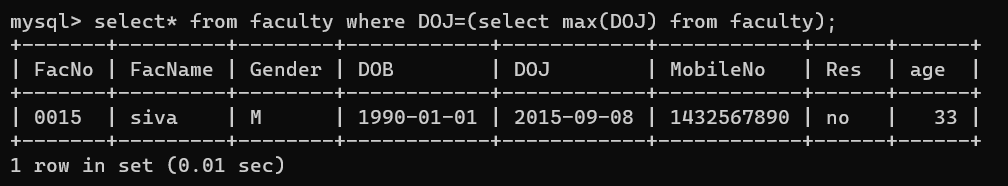 mysql> select* from faculty where DOJ=(select max(DOJ) from faculty);
+-------+---------+--------+------------+------------+------------+------+------+
| FacNo | FacName | Gender | DOB        | DOJ        | MobileNo   | Res  | age  |
+-------+---------+--------+------------+------------+------------+------+------+
| 0015  | siva    | M      | 1990-01-01 | 2015-09-08 | 1432567890 | no   |   33 |
+-------+---------+--------+------------+------------+------------+------+------+
1 row in set (0.01 sec)